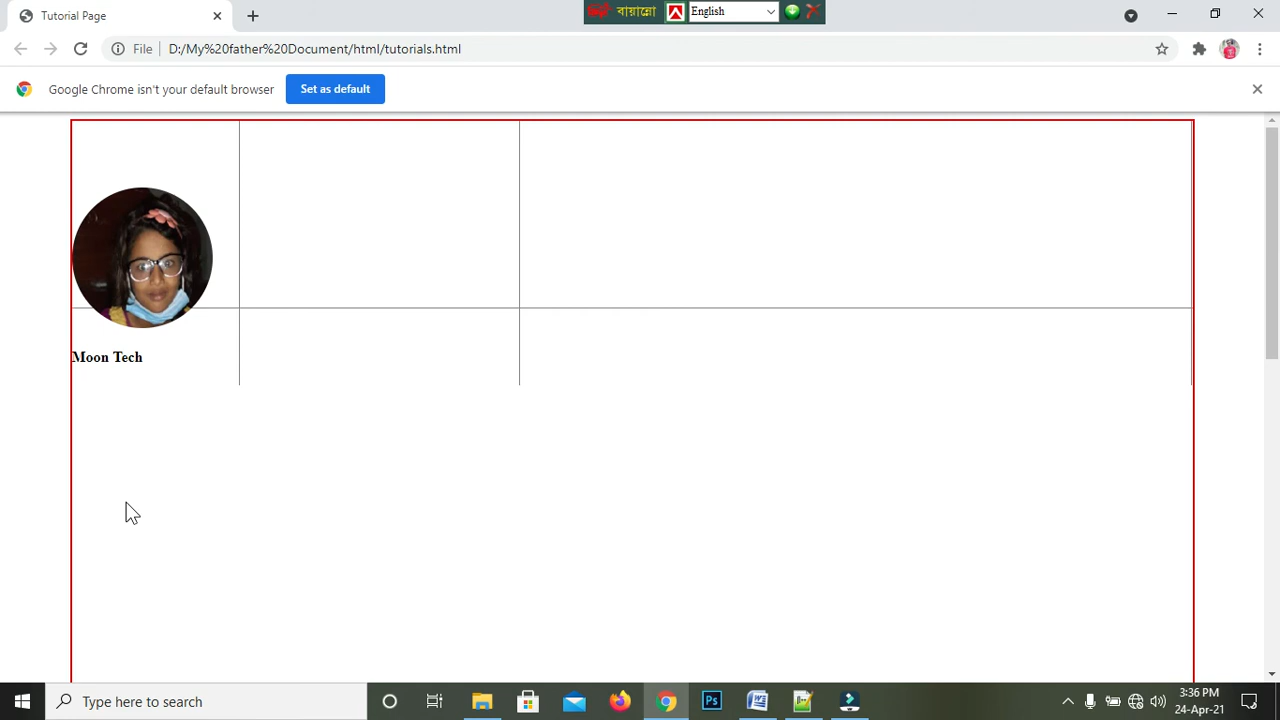 Tutorial Page
বায়ান্নো
English
File
D:/My%20father%20Document/html/tutorials.html
Google Chrome isn't your default browser
Set as default
Moon Tech
Type here to search
Ps
3:36 PM
24-Apr-21